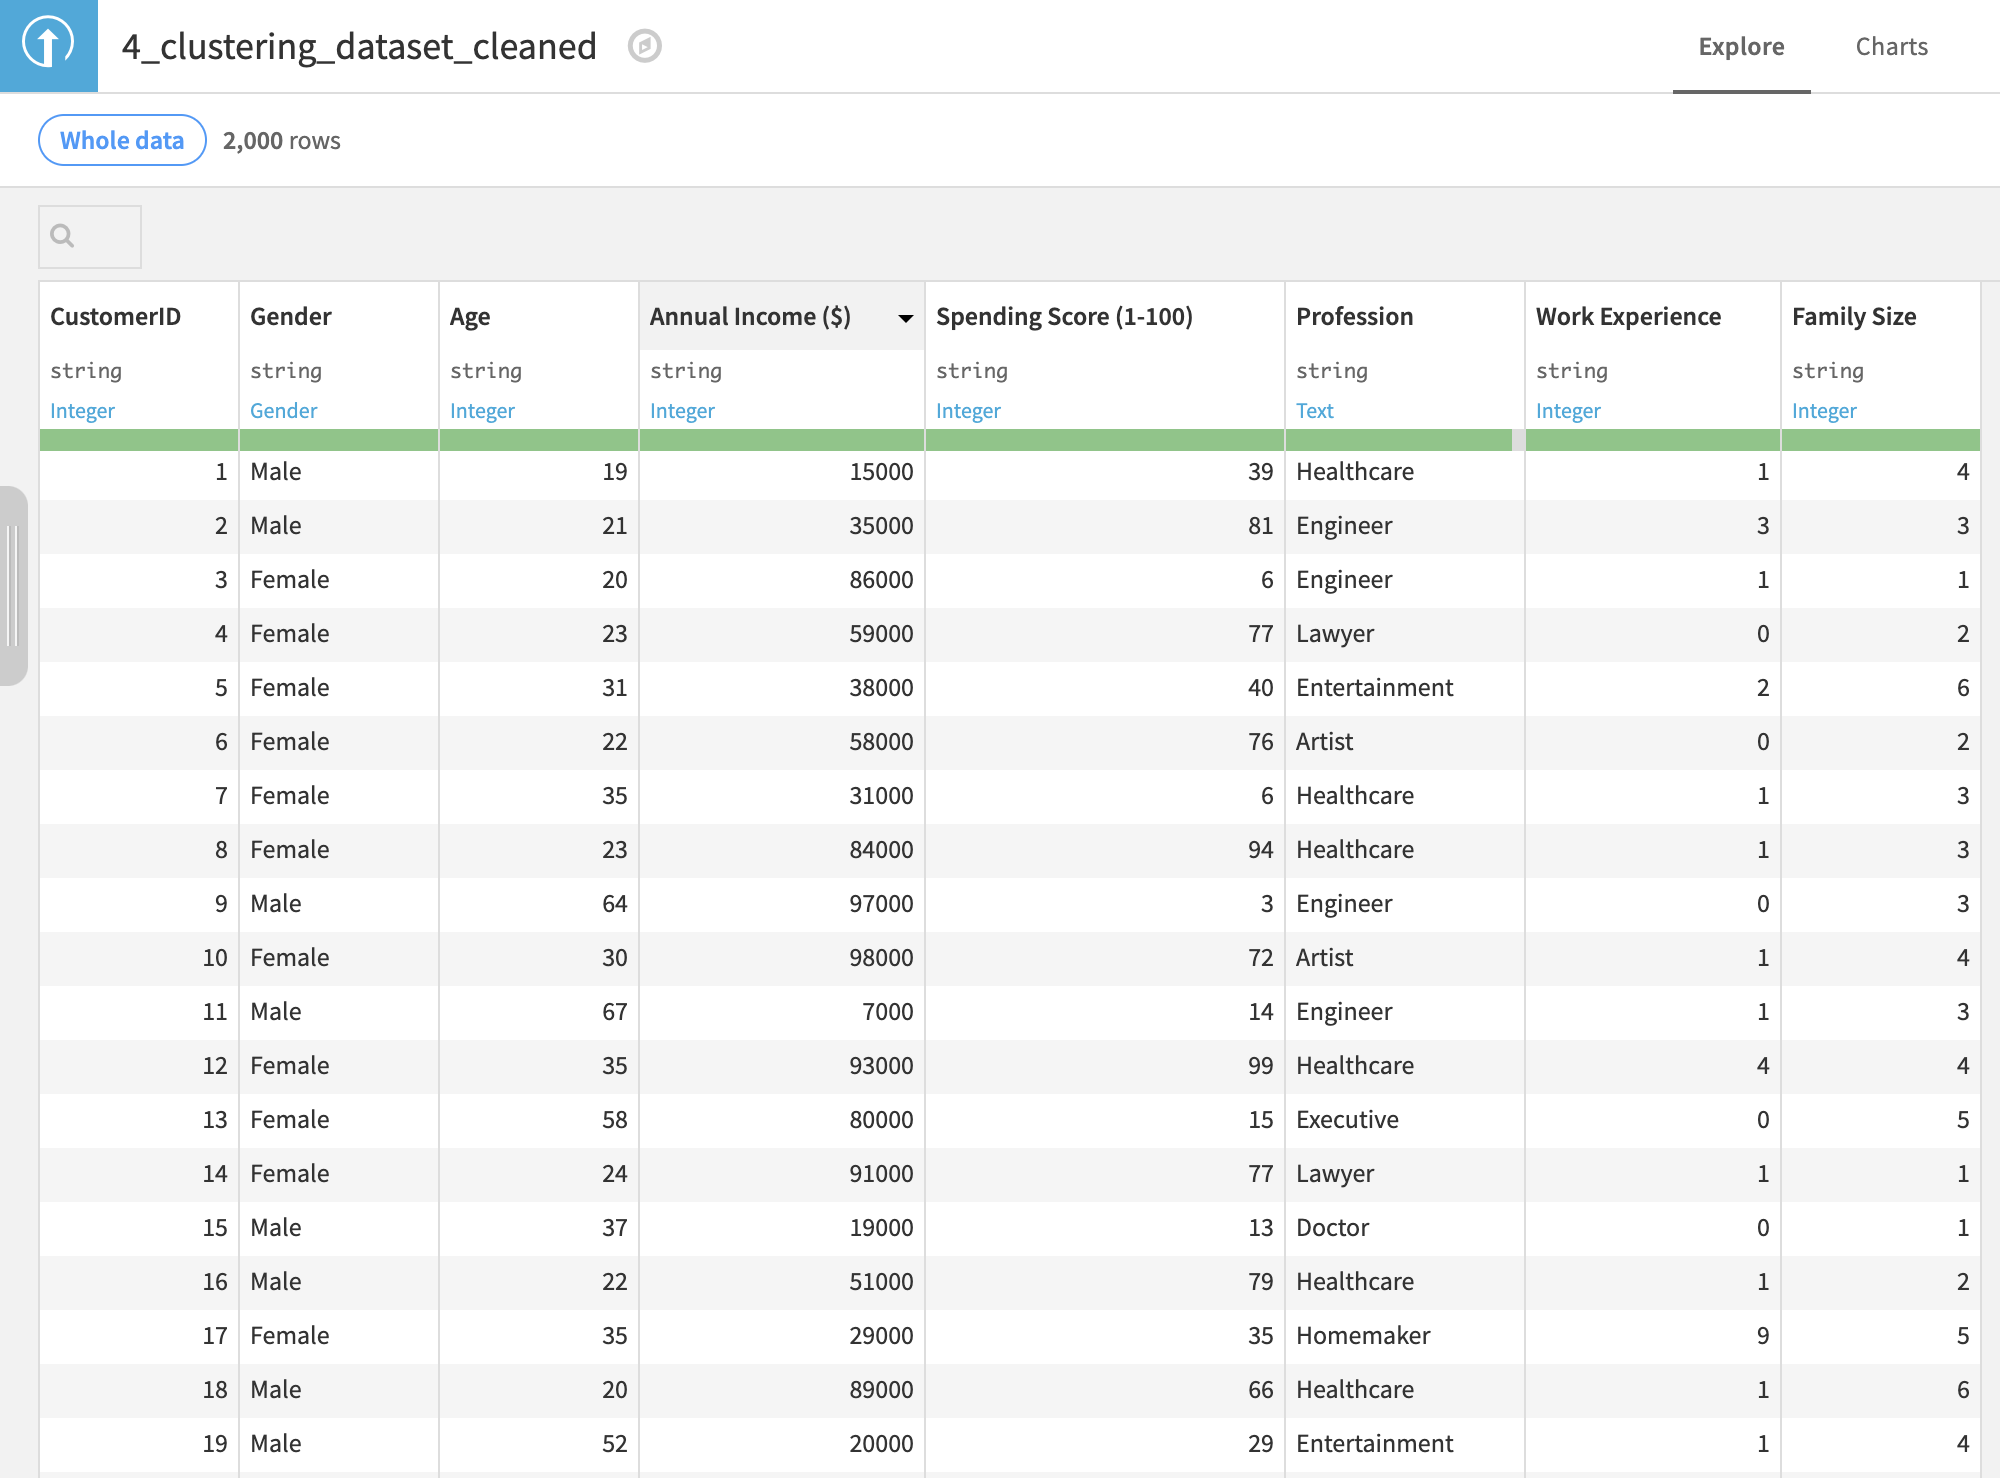 4_clustering_dataset_cleaned Explore Charts
Whole data 2,000 rows
CustomerID Gender Age Annual Income ($) Spending Score (1-100) Profession Work Experience Family Size
string string string string string string string string
Integer Gender Integer Integer Integer Text Integer Integer
1 Male 19 15000 39 Healthcare 1 4
2 Male 21 35000 81 Engineer 3 3
3 Female 20 86000 6 Engineer 1 1
4 Female 23 59000 77 Lawyer 0 2
5 Female 31 38000 40 Entertainment 2 6
6 Female 22 58000 76 Artist 0 2
7 Female 35 31000 6 Healthcare 1 3
8 Female 23 84000 94 Healthcare 1 3
9 Male 64 97000 3 Engineer 0 3
10 Female 30 98000 72 Artist 1 4
11 Male 67 7000 14 Engineer 1 3
12 Female 35 93000 99 Healthcare 4 4
13 Female 58 80000 15 Executive 0 5
14 Female 24 91000 77 Lawyer 1 1
15 Male 37 19000 13 Doctor 0 1
16 Male 22 51000 79 Healthcare 1 2
17 Female 35 29000 35 Homemaker 9 5
18 Male 20 89000 66 Healthcare 1 6
19 Male 52 20000 29 Entertainment 1 4